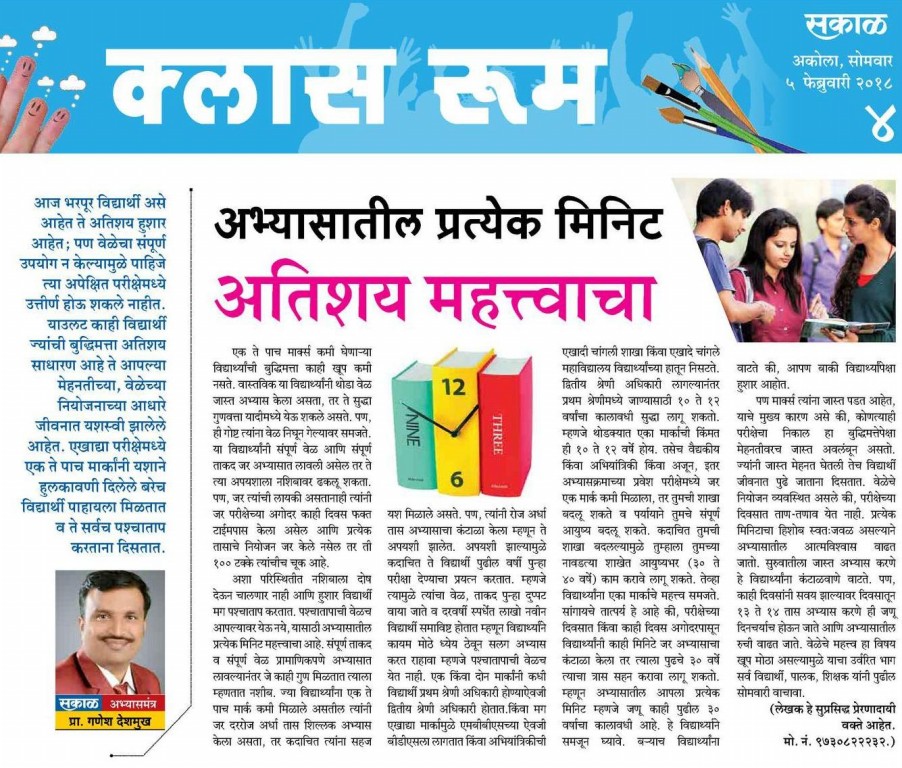 क्लास रूम
सकाळ
अकोला, सोमवार
५ फेब्रुवारी २०१८
४
आज भरपूर विद्यार्थी असे
आहेत ते अतिशय हुशार
आहेत; पण वेळेचा संपूर्ण
उपयोग न केल्यामुळे पाहिजे
त्या अपेक्षित परीक्षेमध्ये
उत्तीर्ण होऊ शकले नाहीत.
याउलट काही विद्यार्थी
ज्यांची बुद्धिमत्ता अतिशय
साधारण आहे ते आपल्या
मेहनतीच्या, वेळेच्या
नियोजनाच्या आधारे
जीवनात यशस्वी झालेले
आहेत. एखाद्या परीक्षेमध्ये
एक ते पाच मार्कांनी यशाने
हुलकावणी दिलेले बरेच
विद्यार्थी पाहायला मिळतात
व ते सर्वच पश्चाताप
करताना दिसतात.
सकाळ अभ्यासमंत्र
प्रा. गणेश देशमुख
अभ्यासातील प्रत्येक मिनिट
अतिशय महत्त्वाचा
एक ते पाच मार्क्स कमी घेणाऱ्या
विद्यार्थ्यांची बुद्धिमत्ता काही खूप कमी
नसते. वास्तविक या विद्यार्थ्यांनी थोडा वेळ
जास्त अभ्यास केला असता, तर ते सुद्धा
गुणवत्ता यादीमध्ये येऊ शकले असते. पण,
ही गोष्ट त्यांना वेळ निघून गेल्यावर समजते.
या विद्यार्थ्यांनी संपूर्ण वेळ आणि संपूर्ण
ताकद जर अभ्यासात लावली असेल तर ते
त्या अपयशाला नशिबावर ढकलू शकता.
पण, जर त्यांची लायकी असतानाही त्यांनी
जर परीक्षेच्या अगोदर काही दिवस फक्त
टाईमपास केला असेल आणि प्रत्येक
तासाचे नियोजन जर केले नसेल तर ती
१०० टक्के त्यांचीच चूक आहे.
अशा परिस्थितीत नशिबाला दोष
देऊन चालणार नाही आणि हुशार विद्यार्थी
मग पश्चाताप करतात. पश्चातापाची वेळच
आपल्यावर येऊ नये, यासाठी अभ्यासातील
प्रत्येक मिनिट महत्त्वाचा आहे. संपूर्ण ताकद
व संपूर्ण वेळ प्रामाणिकपणे अभ्यासात
लावल्यानंतर जे काही गुण मिळतात त्याला
म्हणतात नशीब. ज्या विद्यार्थ्यांना एक ते
पाच मार्क कमी मिळाले असतील त्यांनी
जर दररोज अर्धा तास शिल्लक अभ्यास
केला असता, तर कदाचित त्यांना सहज
12
NINE
THREE
6
यश मिळाले असते. पण, त्यांनी रोज अर्धा
तास अभ्यासाचा कंटाळा केला म्हणून ते
अपयशी झालेत. अपयशी झाल्यामुळे
कदाचित ते विद्यार्थी पुढील वर्षी पुन्हा
परीक्षा देण्याचा प्रयत्न करतात. म्हणजे
त्यामुळे त्यांचा वेळ, ताकद पुन्हा दुप्पट
वाया जाते व दरवर्षी स्पर्धेत लाखो नवीन
विद्यार्थी समाविष्ट होतात म्हणून विद्यार्थ्यांनि
कायम मोठे ध्येय ठेवून सलग अभ्यास
करत राहावा म्हणजे पश्चातापाची वेळच
येत नाही. एक किंवा दोन मार्कांनी कधी
विद्यार्थी प्रथम श्रेणी अधिकारी होण्याऐवजी
द्वितीय श्रेणी अधिकारी होतात.किंवा मग
एखाद्या मार्कामुळे एमबीबीएसच्या ऐवजी
बीडीएसला लागतात किंवा अभियांत्रिकीची
एखादी चांगली शाखा किंवा एखादे चांगले
महाविद्यालय विद्यार्थ्यांच्या हातून निसटते.
द्वितीय श्रेणी अधिकारी लागल्यानंतर
प्रथम श्रेणीमध्ये जाण्यासाठी १० ते १२
वर्षांचा कालावधी सुद्धा लागू शकतो.
म्हणजे थोडक्यात एका मार्काची किंमत
ही १० ते १२ वर्षे होय. तसेच वैद्यकीय
किंवा अभियांत्रिकी किंवा अजून, इतर
अभ्यासक्रमाच्या प्रवेश परीक्षेमध्ये जर
एक मार्क कमी मिळाला, तर तुमची शाखा
बदलू शकते व पर्यायाने तुमचे संपूर्ण
आयुष्य बदलू शकते. कदाचित तुमची
शाखा बदलल्यामुळे तुम्हाला तुमच्या
नावडत्या शाखेत आयुष्यभर (३० ते
४० वर्षे) काम करावे लागू शकते. तेव्हा
विद्यार्थ्यांना एका मार्काचे महत्त्व समजते.
सांगायचे तात्पर्य हे आहे की, परीक्षेच्या
दिवसात किंवा काही दिवस अगोदरपासून
विद्यार्थ्यांनी काही मिनिटे जर अभ्यासाचा
कंटाळा केला तर त्याला पुढचे ३० वर्षे
त्याचा त्रास सहन करावा लागू शकतो.
म्हणून अभ्यासातील आपला प्रत्येक
मिनिट म्हणजे जणू काही पुढील ३०
वर्षांचा कालावधी आहे. हे विद्यार्थ्यांनि
समजून घ्यावे. बऱ्याच विद्यार्थ्यांना
वाटते की, आपण बाकी विद्यार्थ्यांपेक्षा
हुशार आहोत.
पण मार्क्स त्यांना जास्त पडत आहेत,
याचे मुख्य कारण असे की, कोणत्याही
परीक्षेचा निकाल हा बुद्धिमत्तेपेक्षा
मेहनतीवरच जास्त अवलंबून असतो.
ज्यांनी जास्त मेहनत घेतली तेच विद्यार्थी
जीवनात पुढे जाताना दिसतात. वेळेचे
नियोजन व्यवस्थित असले की, परीक्षेच्या
दिवसात ताण-तणाव येत नाही. प्रत्येक
मिनिटाचा हिशोब स्वत:जवळ असल्याने
अभ्यासातील आत्मविश्वास वाढत
जातो. सुरुवातीला जास्त अभ्यास करणे
हे विद्यार्थ्यांना कंटाळवाणे वाटते. पण,
काही दिवसांनी सवय झाल्यावर दिवसातून
१३ ते १४ तास अभ्यास करणे ही जणू
दिनचर्याच होऊन जाते आणि अभ्यासातील
रुची वाढत जाते. वेळेचे महत्त्व हा विषय
खूप मोठा असल्यामुळे याचा उर्वरित भाग
सर्व विद्यार्थी, पालक, शिक्षक यांनी पुढील
सोमवारी वाचावा.
(लेखक हे सुप्रसिद्ध प्रेरणादायी
वक्ते आहेत.
मो. नं. ९७३०८२२२३२.)